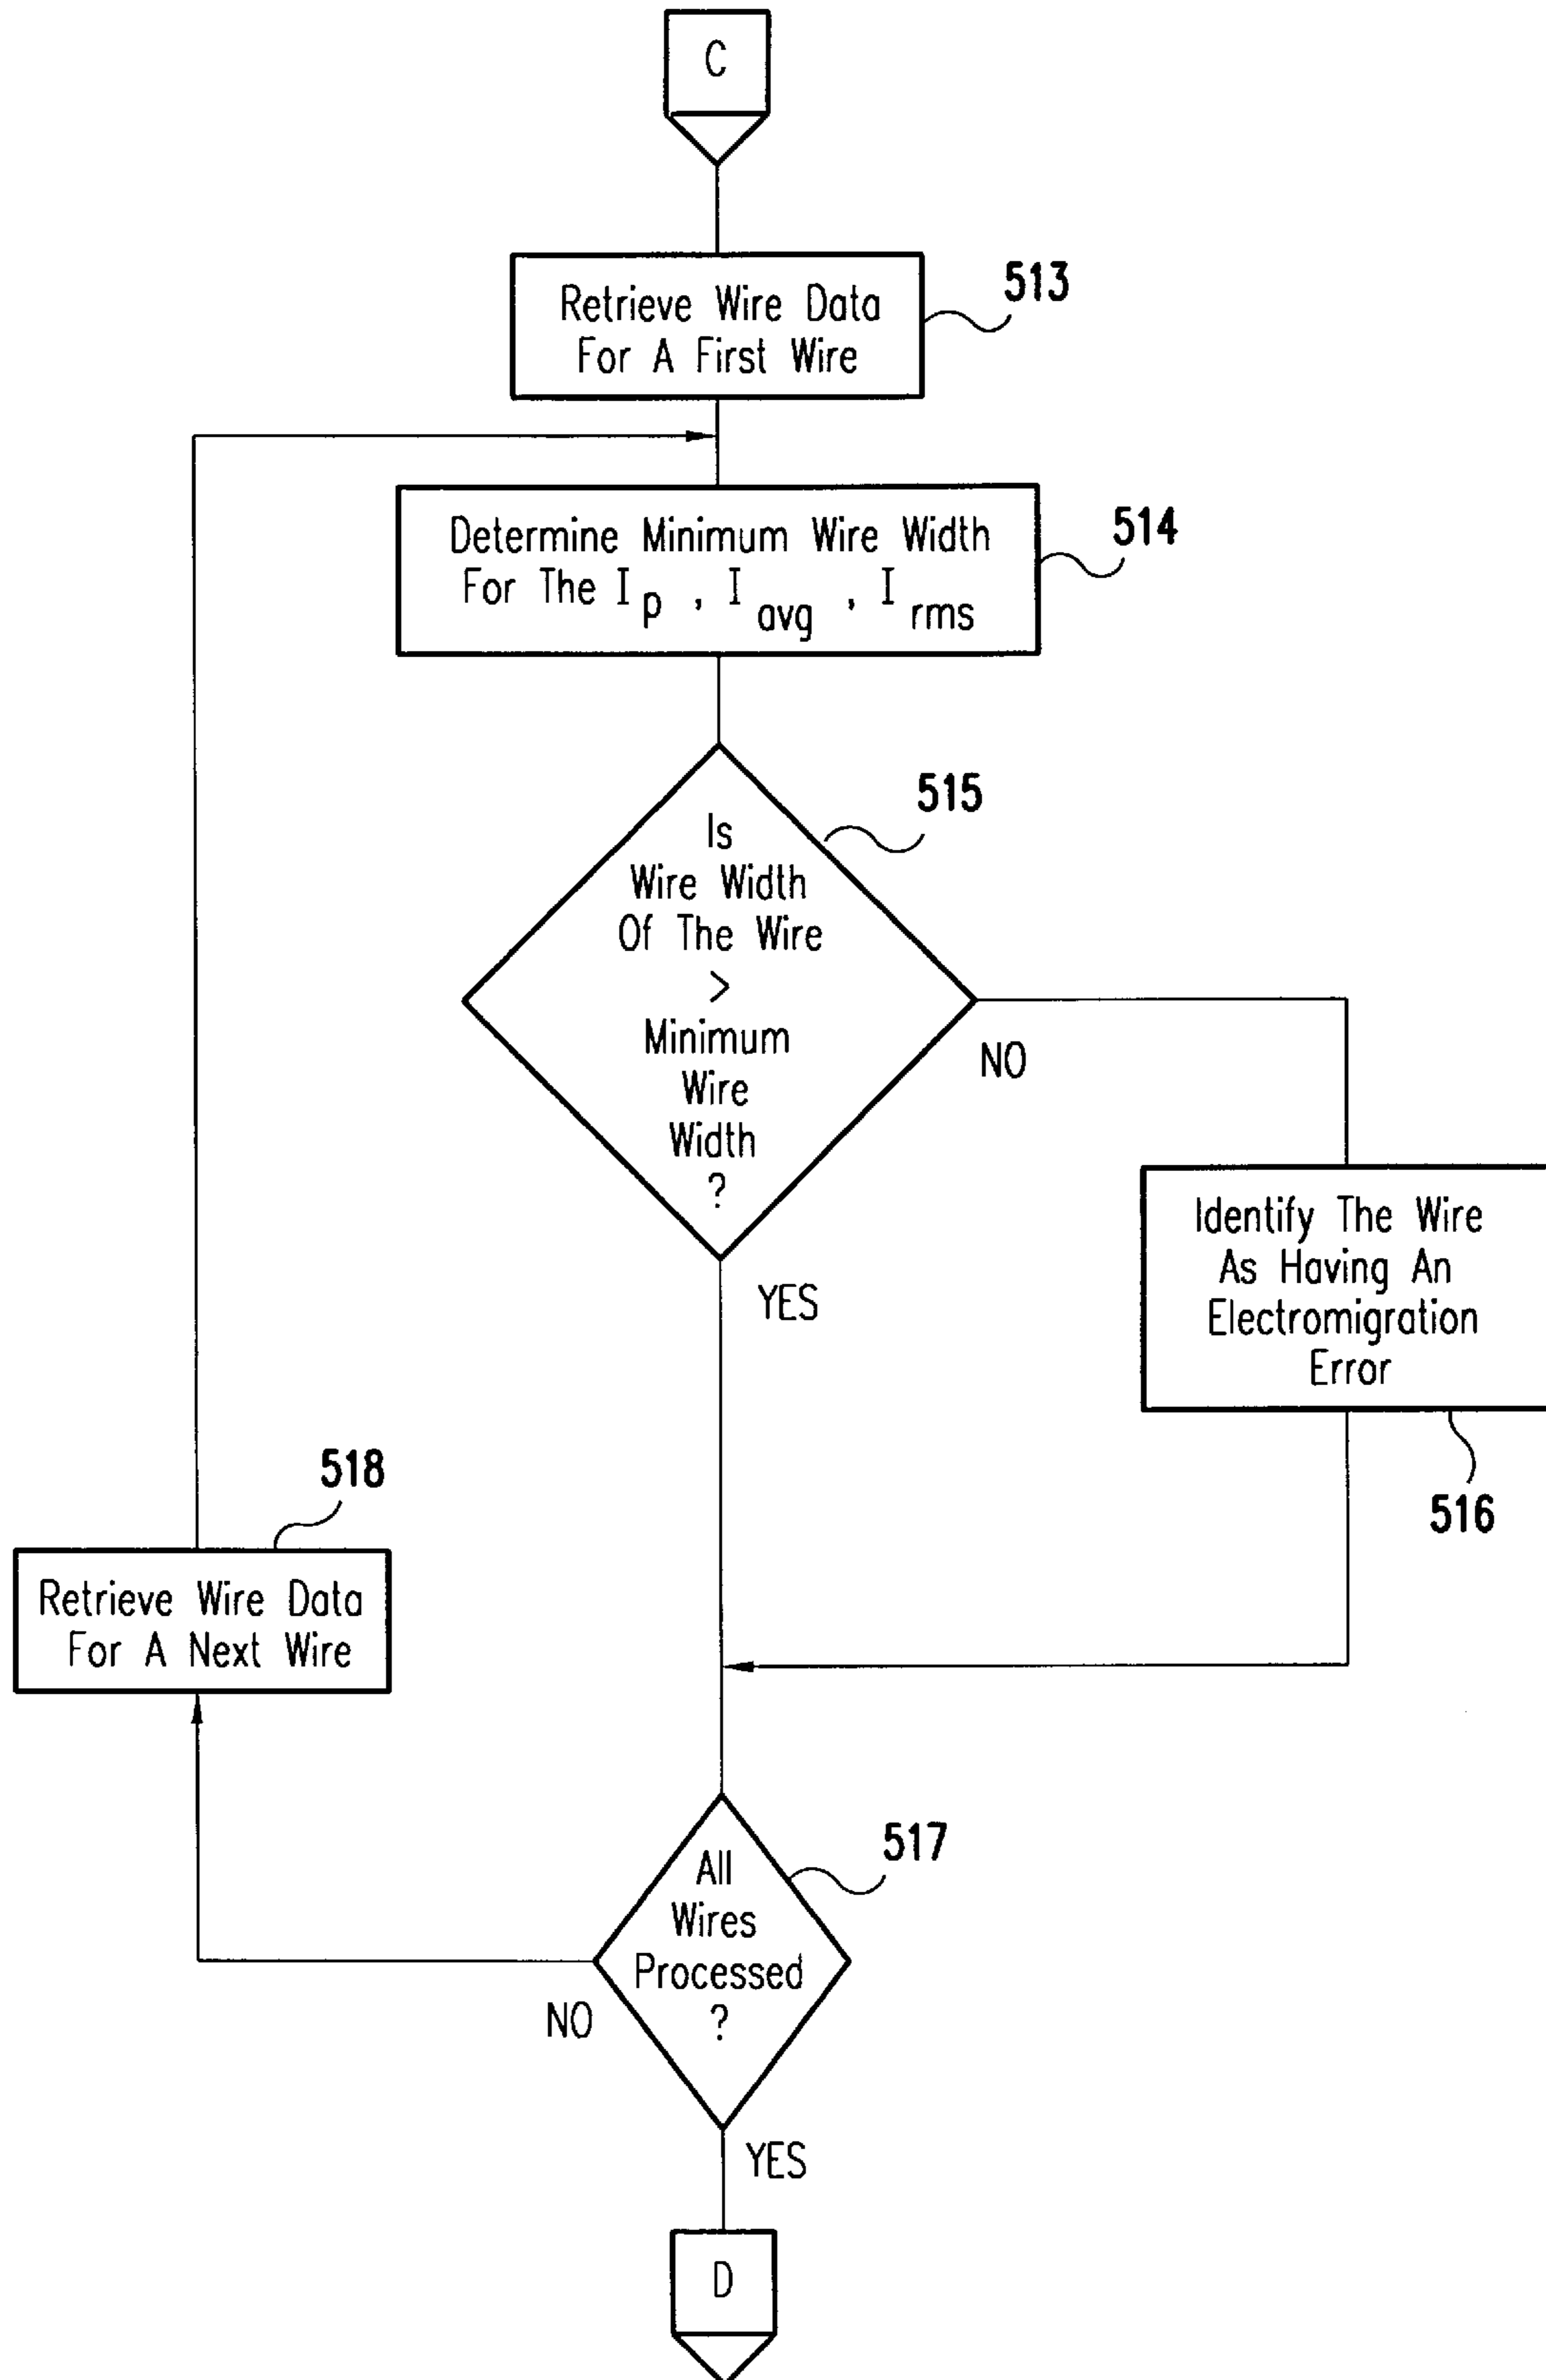 C
Retrieve Wire Data
For A First Wire
513
Determine Minimum Wire Width
For The I p , I avg , I rms
514
Is
Wire Width
Of The Wire
>
Minimum
Wire
Width
?
515
NO
YES
Identify The Wire
As Having An
Electromigration
Error
516
518
Retrieve Wire Data
For A Next Wire
All
Wires
Processed
?
517
NO
YES
D